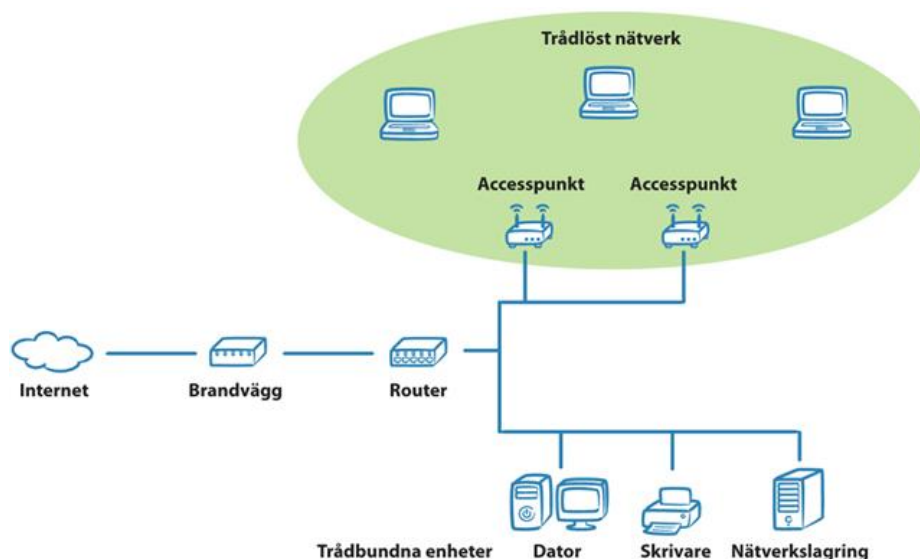 Trådlöst nätverk
Accesspunkt
Accesspunkt
Internet
Brandvägg
Router
Trådbundna enheter
Dator
Skrivare
Nätverkslagring